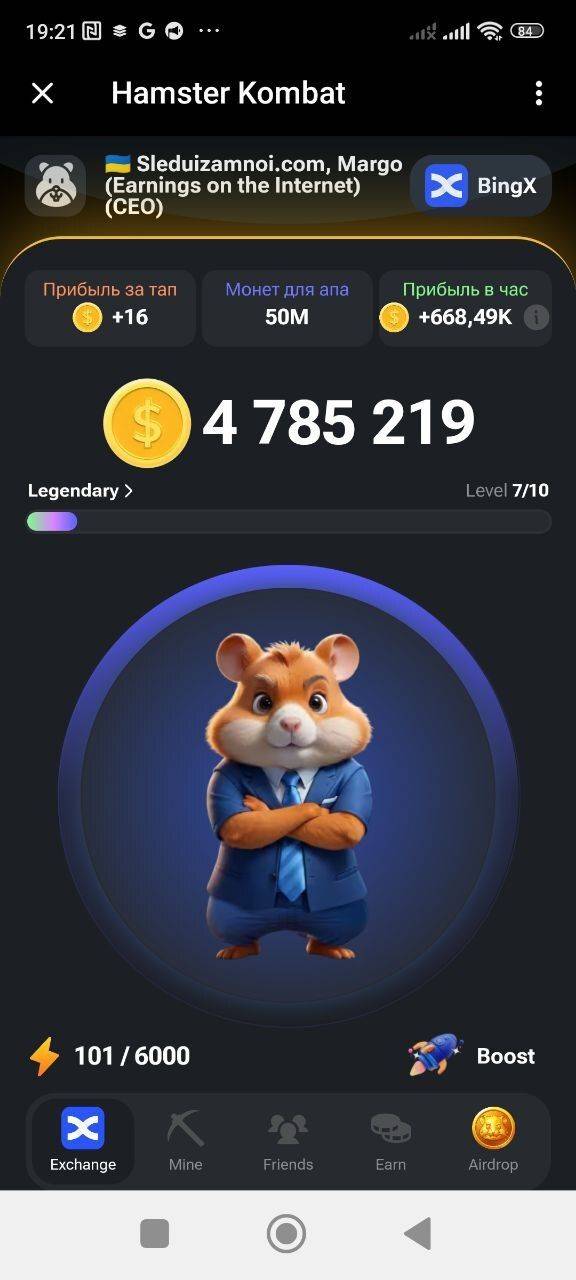 19:21
84
Hamster Kombat
🇺🇦 Sleduizamnoi.com, Margo
(Earnings on the Internet)
(CEO)
BingX
Прибыль за тап
+16
Монет для апа
50M
Прибыль в час
+668,49K
4 785 219
Legendary >
Level 7/10
101 / 6000
Boost
Exchange
Mine
Friends
Earn
Airdrop